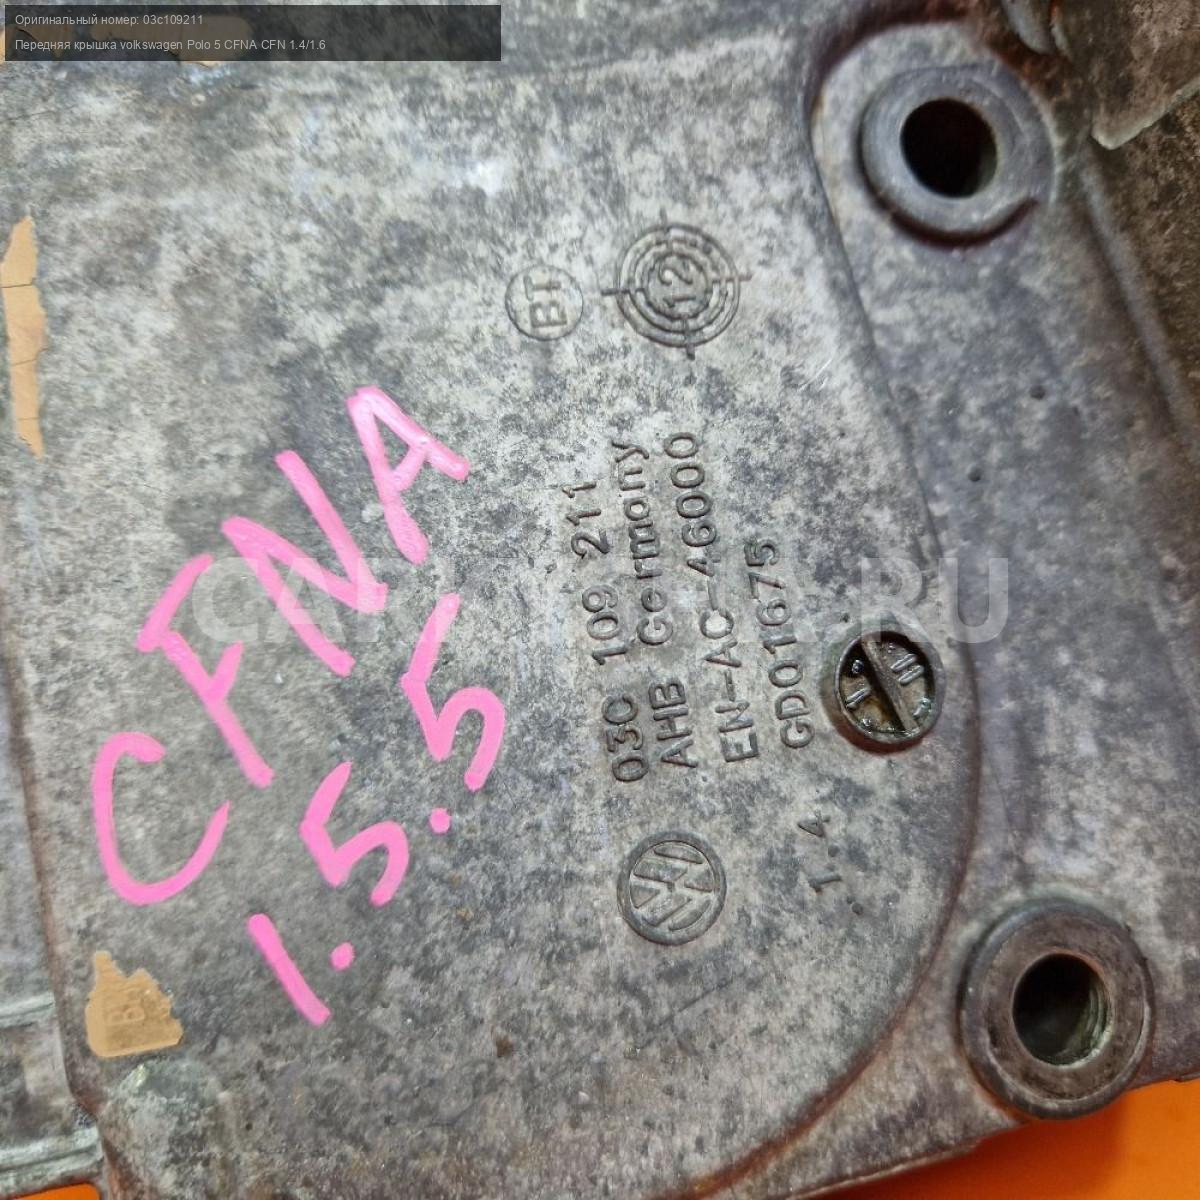 Оригинальный номер: 03c109211
Передняя крышка volkswagen Polo 5 CFNA CFN 1.4/1.6
BT
12
03C 109 211
AHB Germany
EN-AC-46000
GD01675
1.4
CFNA
1.5.5